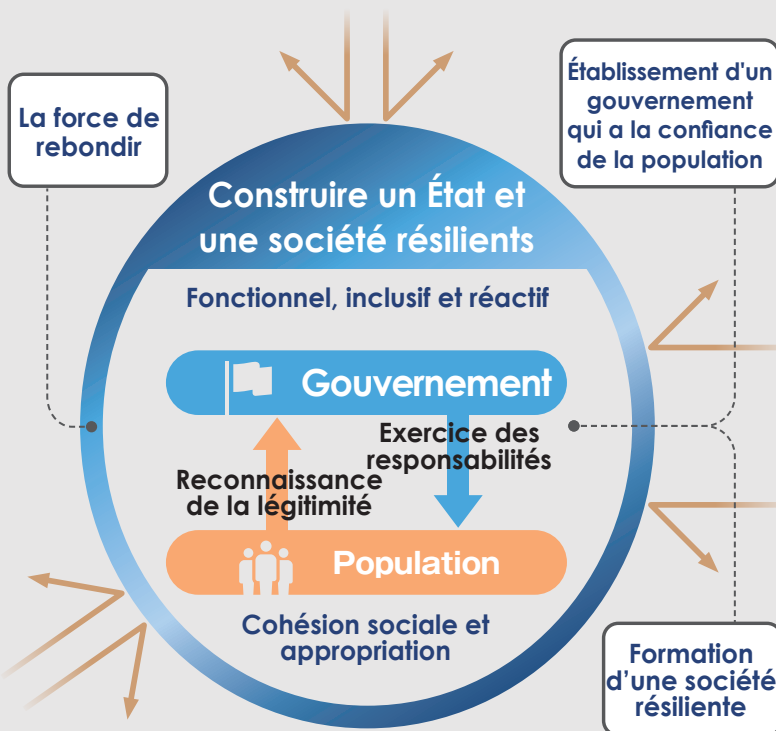 La force de
rebondir
Établissement d'un
gouvernement
qui a la confiance
de la population
Construire un État et
une société résilients
Fonctionnel, inclusif et réactif
Gouvernement
Exercice des
responsabilités
Reconnaissance
de la légitimité
Population
Cohésion sociale et
appropriation
Formation
d’une société
résiliente